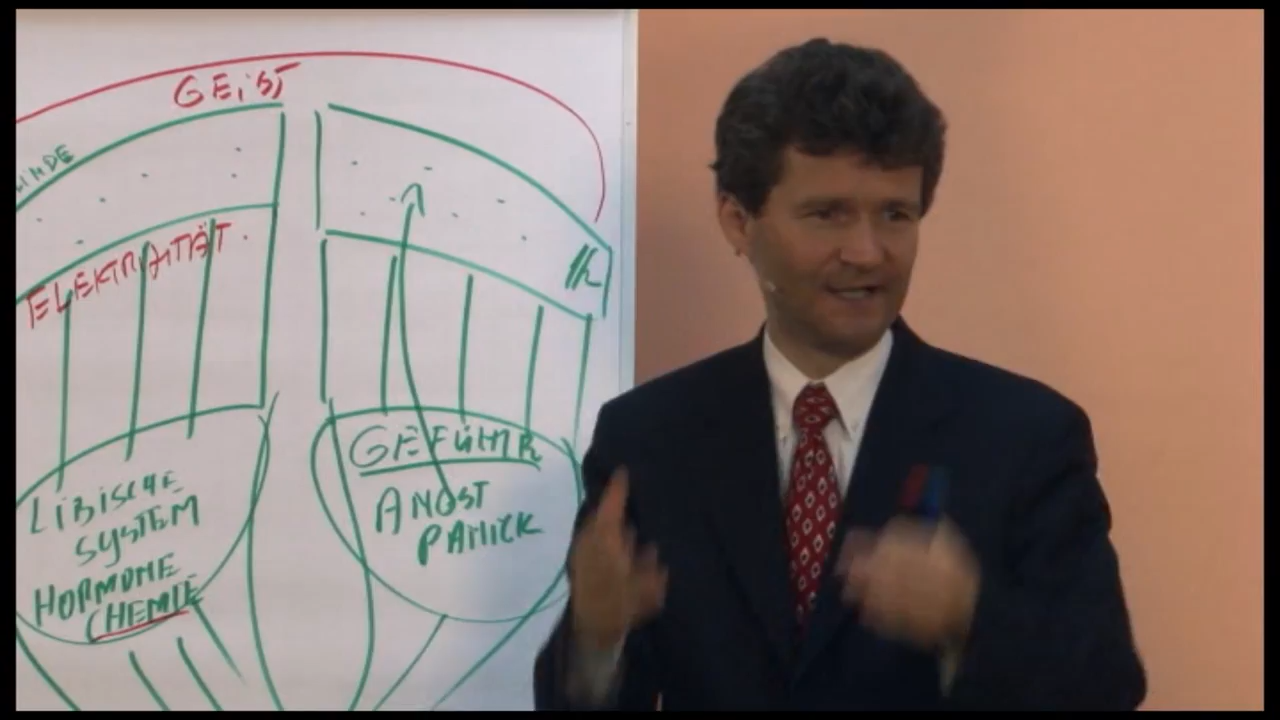 GEiST
ELEKTRiZiTÄT
GEFÜHLE
ANGST
PANICK
LIBISCHE
SYSTEM
HORMONE
CHEMIE